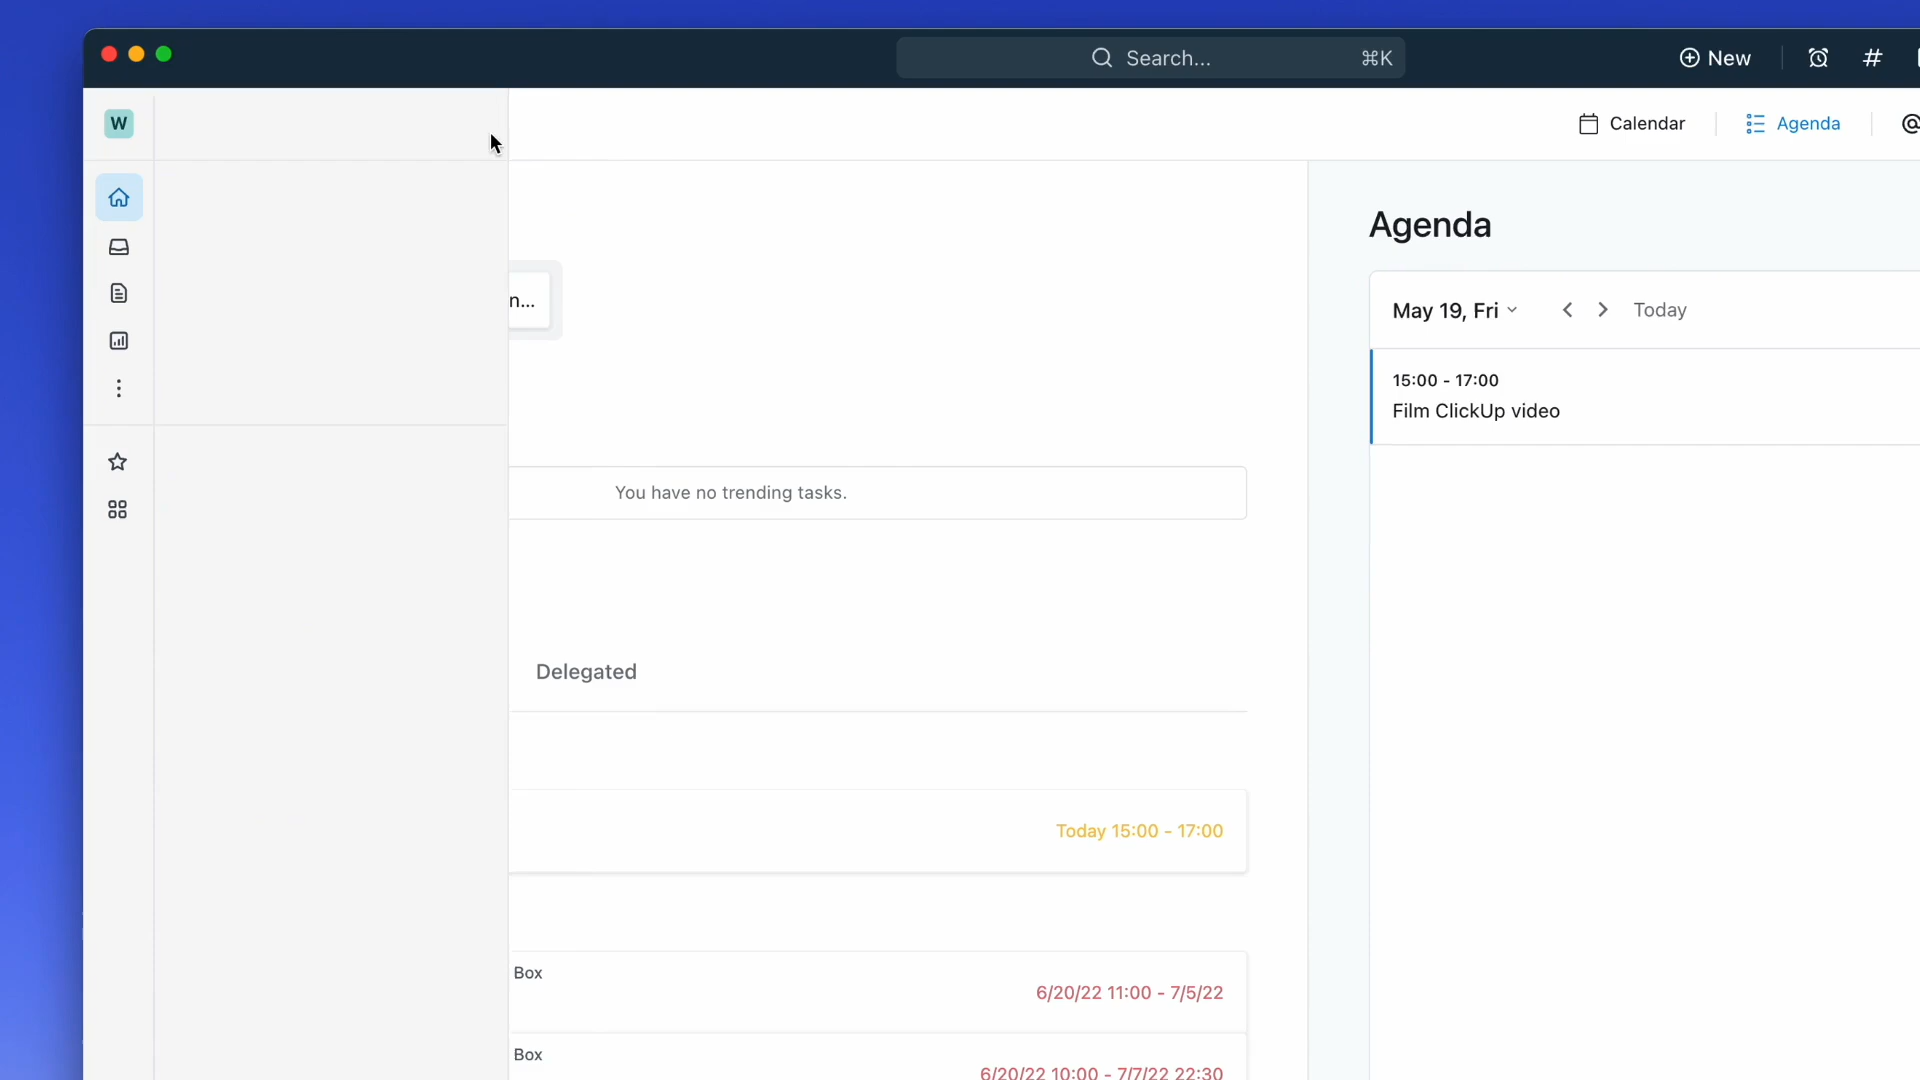 Search...
⌘K
New
#
W
Calendar
Agenda
@
Agenda
n...
May 19, Fri
Today
15:00 - 17:00
Film ClickUp video
You have no trending tasks.
Delegated
Today 15:00 - 17:00
Box
6/20/22 11:00 - 7/5/22
Box
6/20/22 10:00 - 7/7/22 22:30